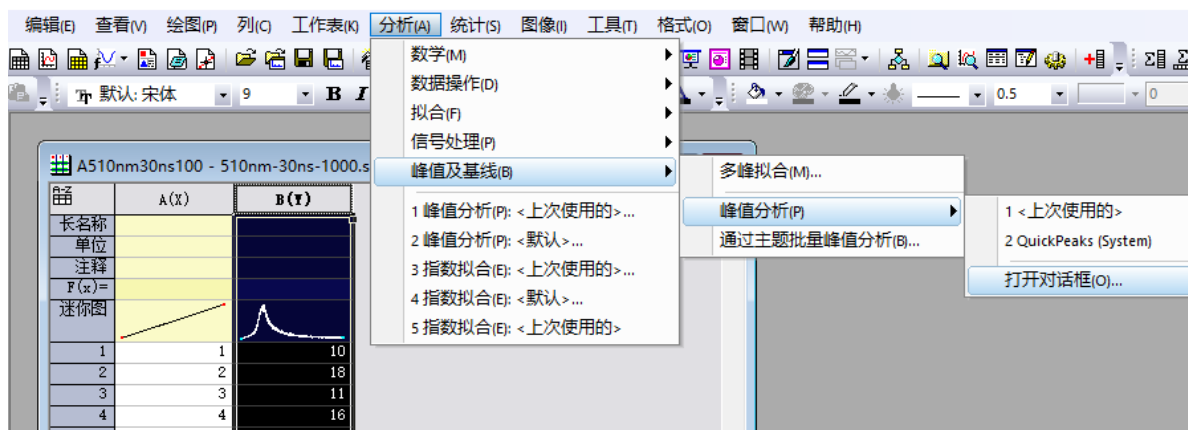 编辑(E) 查看(V) 绘图(P) 列(C) 工作表(K) 分析(A) 统计(S) 图像(I) 工具(T) 格式(O) 窗口(W) 帮助(H)
默认: 宋体 9 B I 0.5 0
数学(M)
数据操作(D)
拟合(F)
信号处理(P)
峰值及基线(B)
1 峰值分析(P): <上次使用的>...
2 峰值分析(P): <默认>...
3 指数拟合(E): <上次使用的>...
4 指数拟合(E): <默认>...
5 指数拟合(E): <上次使用的>
多峰拟合(M)...
峰值分析(P)
通过主题批量峰值分析(B)...
1 <上次使用的>
2 QuickPeaks (System)
打开对话框(O)...
A510nm30ns100 - 510nm-30ns-1000.s
A(X) B(Y)
长名称
单位
注释
F(x)=
迷你图
1 1 10
2 2 18
3 3 11
4 4 16